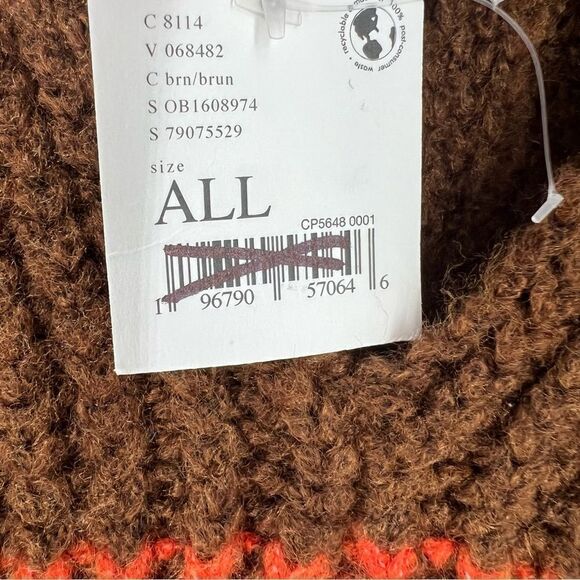 C 8114
V 068482
C brn/brun
S OB1608974
S 79075529
size
ALL
CP5648 0001
1 96790 57064 6
recyclable 100% post-consumer waste